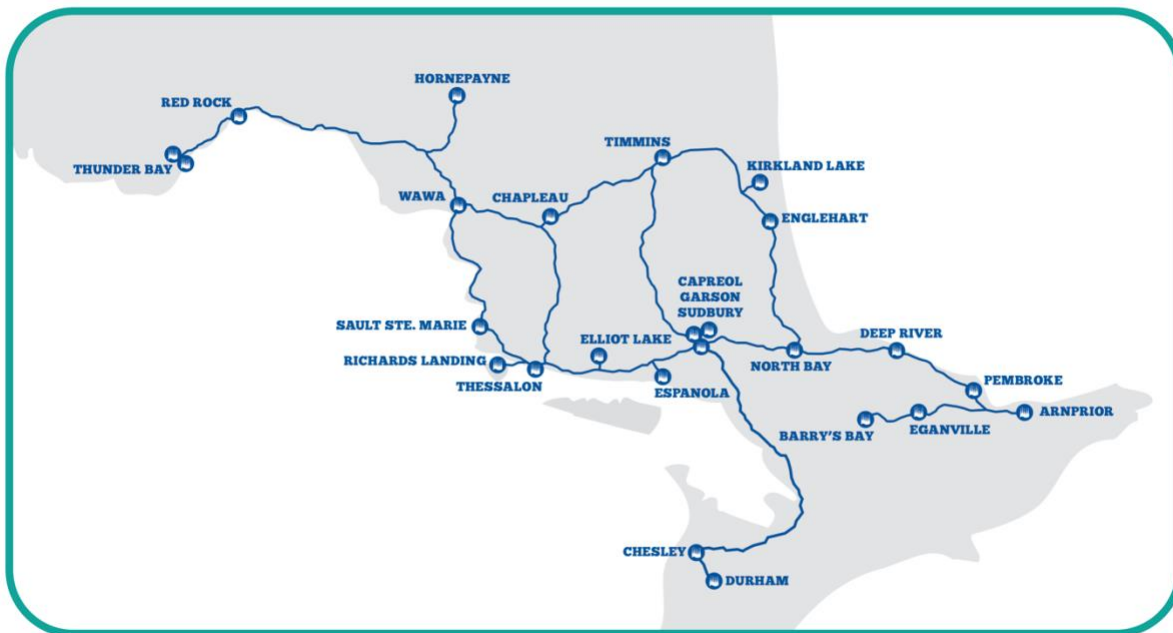 HORNEPAYNE
RED ROCK
TIMMINS
KIRKLAND LAKE
THUNDER BAY
WAWA
CHAPLEAU
ENGLEHART
CAPREOL
GARSON
SUDBURY
SAULT STE. MARIE
ELLIOT LAKE
DEEP RIVER
RICHARDS LANDING
NORTH BAY
THESSALON
ESPANOLA
PEMBROKE
ARNPRIOR
BARRY'S BAY
EGANVILLE
CHESLEY
DURHAM